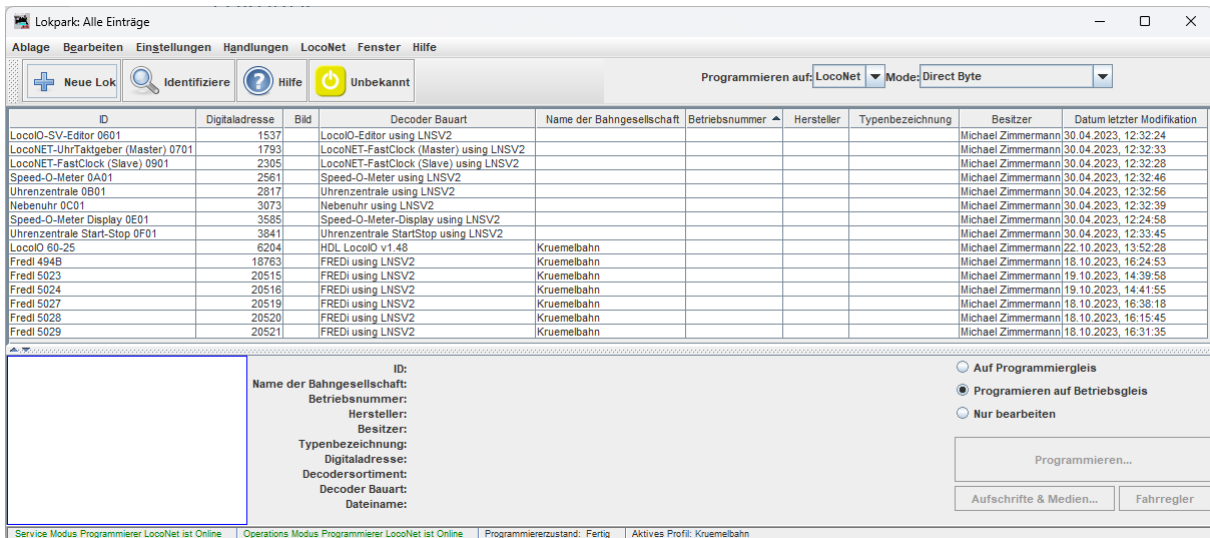 Lokpark: Alle Einträge
Ablage Bearbeiten Einstellungen Handlungen LocoNet Fenster Hilfe
Neue Lok Identifiziere Hilfe Unbekannt Programmieren auf: LocoNet Mode: Direct Byte
ID Digitaladresse Bild Decoder Bauart Name der Bahngesellschaft Betriebsnummer Hersteller Typenbezeichnung Besitzer Datum letzter Modifikation
LocoIO-SV-Editor 0601 1537 LocoIO-Editor using LNSV2 Michael Zimmermann 30.04.2023, 12:32:24
LocoNET-UhrTaktgeber (Master) 0701 1793 LocoNET-FastClock (Master) using LNSV2 Michael Zimmermann 30.04.2023, 12:32:33
LocoNET-FastClock (Slave) 0901 2305 LocoNET-FastClock (Slave) using LNSV2 Michael Zimmermann 30.04.2023, 12:32:28
Speed-O-Meter 0A01 2561 Speed-O-Meter using LNSV2 Michael Zimmermann 30.04.2023, 12:32:46
Uhrenzentrale 0B01 2817 Uhrenzentrale using LNSV2 Michael Zimmermann 30.04.2023, 12:32:56
Nebenuhr 0C01 3073 Nebenuhr using LNSV2 Michael Zimmermann 30.04.2023, 12:32:39
Speed-O-Meter Display 0E01 3585 Speed-O-Meter-Display using LNSV2 Michael Zimmermann 30.04.2023, 12:24:58
Uhrenzentrale Start-Stop 0F01 3841 Uhrenzentrale StartStop using LNSV2 Michael Zimmermann 30.04.2023, 12:33:45
LocoIO 60-25 6204 HDL LocoIO v1.48 Kruemelbahn Michael Zimmermann 22.10.2023, 13:52:28
FredI 494B 18763 FREDi using LNSV2 Kruemelbahn Michael Zimmermann 18.10.2023, 16:24:53
FredI 5023 20515 FREDi using LNSV2 Kruemelbahn Michael Zimmermann 19.10.2023, 14:39:58
FredI 5024 20516 FREDi using LNSV2 Kruemelbahn Michael Zimmermann 19.10.2023, 14:41:55
FredI 5027 20519 FREDi using LNSV2 Kruemelbahn Michael Zimmermann 18.10.2023, 16:38:18
FredI 5028 20520 FREDi using LNSV2 Kruemelbahn Michael Zimmermann 18.10.2023, 16:15:45
FredI 5029 20521 FREDi using LNSV2 Kruemelbahn Michael Zimmermann 18.10.2023, 16:31:35
ID:
Name der Bahngesellschaft:
Betriebsnummer:
Hersteller:
Besitzer:
Typenbezeichnung:
Digitaladresse:
Decodersortiment:
Decoder Bauart:
Dateiname:
Auf Programmiergleis
Programieren auf Betriebsgleis
Nur bearbeiten
Programmieren...
Aufschrifte & Medien... Fahrregler
Service Modus Programmierer LocoNet ist Online Operations Modus Programmierer LocoNet ist Online Programmiererzustand: Fertig Aktives Profil: Kruemelbahn